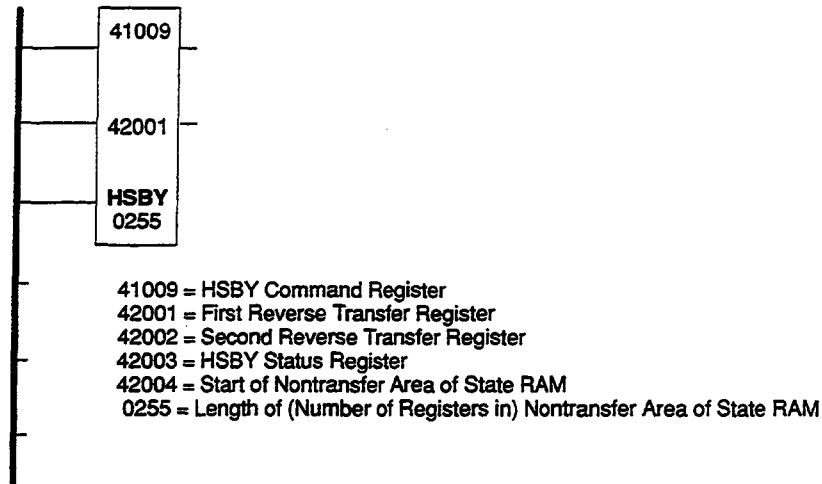 41009
42001
HSBY
0255
41009 = HSBY Command Register
42001 = First Reverse Transfer Register
42002 = Second Reverse Transfer Register
42003 = HSBY Status Register
42004 = Start of Nontransfer Area of State RAM
0255 = Length of (Number of Registers in) Nontransfer Area of State RAM